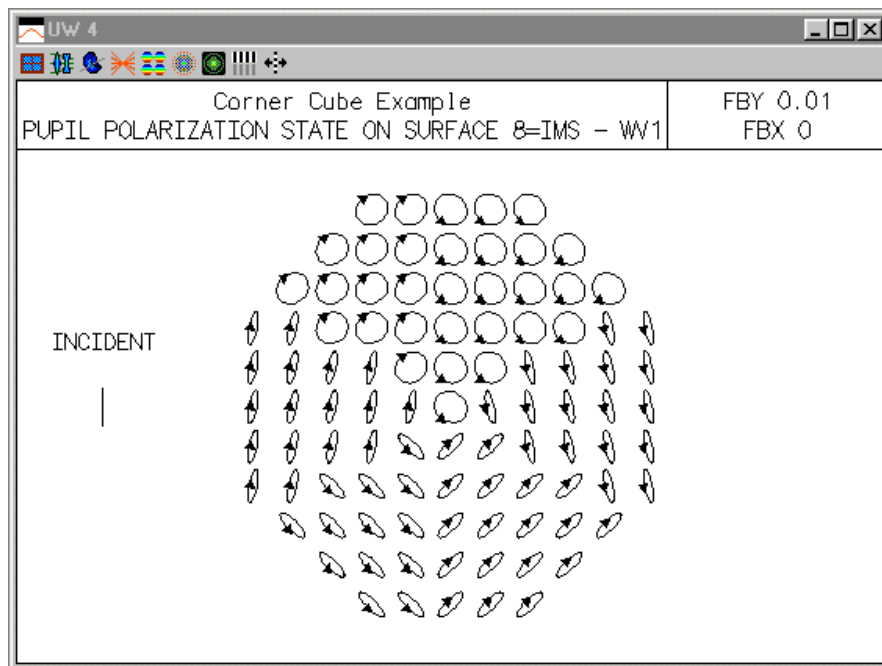 UW 4
Corner Cube Example
PUPIL POLARIZATION STATE ON SURFACE 8=IMS - WV1
FBY 0.01
FBX 0
INCIDENT